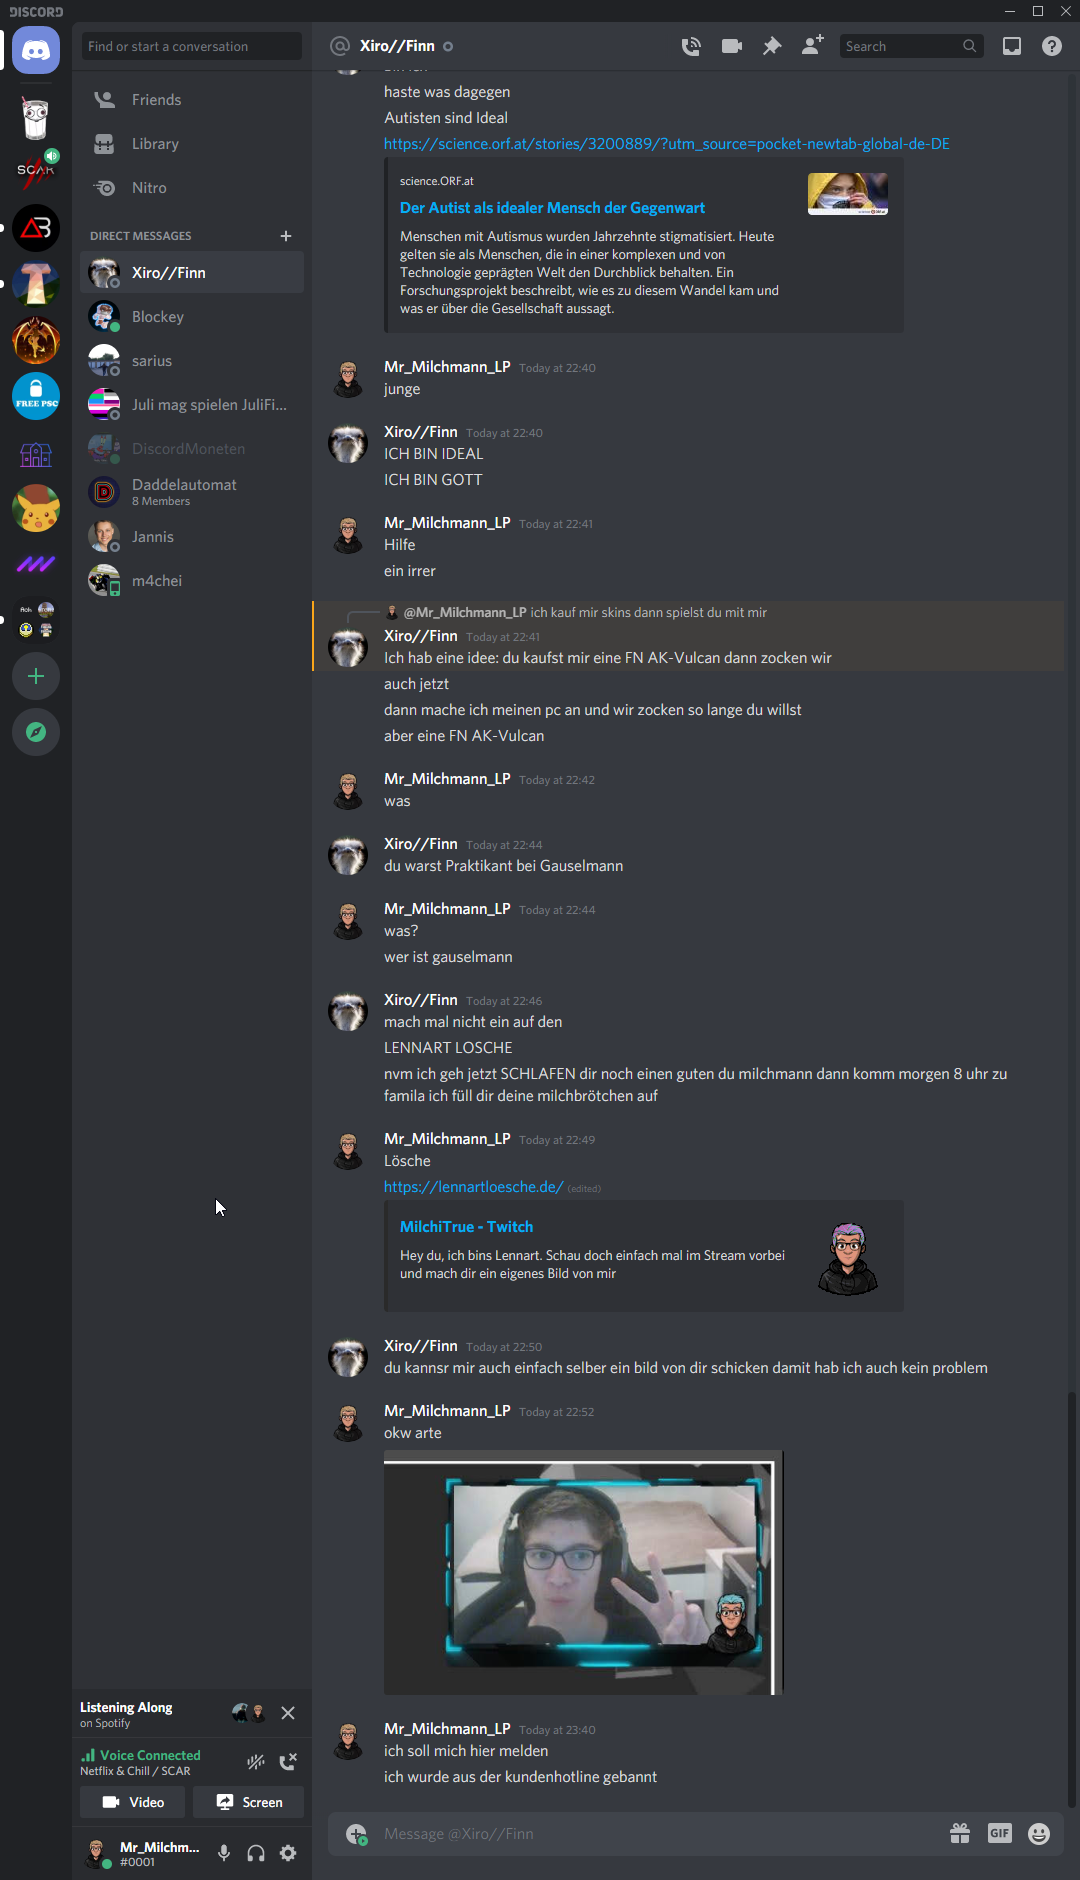 DISCORD
Find or start a conversation
Friends
Library
Nitro
DIRECT MESSAGES
Xiro//Finn
Blockey
sarius
Juli mag spielen JuliFi...
DiscordMoneten
Daddelautomat
8 Members
Jannis
m4chei
SCAR
FREE PSC
Listening Along
on Spotify
Voice Connected
Netflix & Chill / SCAR
Video
Screen
Mr_Milchm...
#0001
Xiro//Finn
Search
haste was dagegen
Autisten sind Ideal
https://science.orf.at/stories/3200889/?utm_source=pocket-newtab-global-de-DE
science.ORF.at
Der Autist als idealer Mensch der Gegenwart
Menschen mit Autismus wurden Jahrzehnte stigmatisiert. Heute
gelten sie als Menschen, die in einer komplexen und von
Technologie geprägten Welt den Durchblick behalten. Ein
Forschungsprojekt beschreibt, wie es zu diesem Wandel kam und
was er über die Gesellschaft aussagt.
Mr_Milchmann_LP Today at 22:40
junge
Xiro//Finn Today at 22:40
ICH BIN IDEAL
ICH BIN GOTT
Mr_Milchmann_LP Today at 22:41
Hilfe
ein irrer
@Mr_Milchmann_LP ich kauf mir skins dann spielst du mit mir
Xiro//Finn Today at 22:41
Ich hab eine idee: du kaufst mir eine FN AK-Vulcan dann zocken wir
auch jetzt
dann mache ich meinen pc an und wir zocken so lange du willst
aber eine FN AK-Vulcan
Mr_Milchmann_LP Today at 22:42
was
Xiro//Finn Today at 22:44
du warst Praktikant bei Gauselmann
Mr_Milchmann_LP Today at 22:44
was?
wer ist gauselmann
Xiro//Finn Today at 22:46
mach mal nicht ein auf den
LENNART LOSCHE
nvm ich geh jetzt SCHLAFEN dir noch einen guten du milchmann dann komm morgen 8 uhr zu
famila ich füll dir deine milchbrötchen auf
Mr_Milchmann_LP Today at 22:49
Lösche
https://lennartloesche.de/ (edited)
MilchiTrue - Twitch
Hey du, ich bins Lennart. Schau doch einfach mal im Stream vorbei
und mach dir ein eigenes Bild von mir
Xiro//Finn Today at 22:50
du kannsr mir auch einfach selber ein bild von dir schicken damit hab ich auch kein problem
Mr_Milchmann_LP Today at 22:52
okw arte
Mr_Milchmann_LP Today at 23:40
ich soll mich hier melden
ich wurde aus der kundenhotline gebannt
Message @Xiro//Finn
GIF